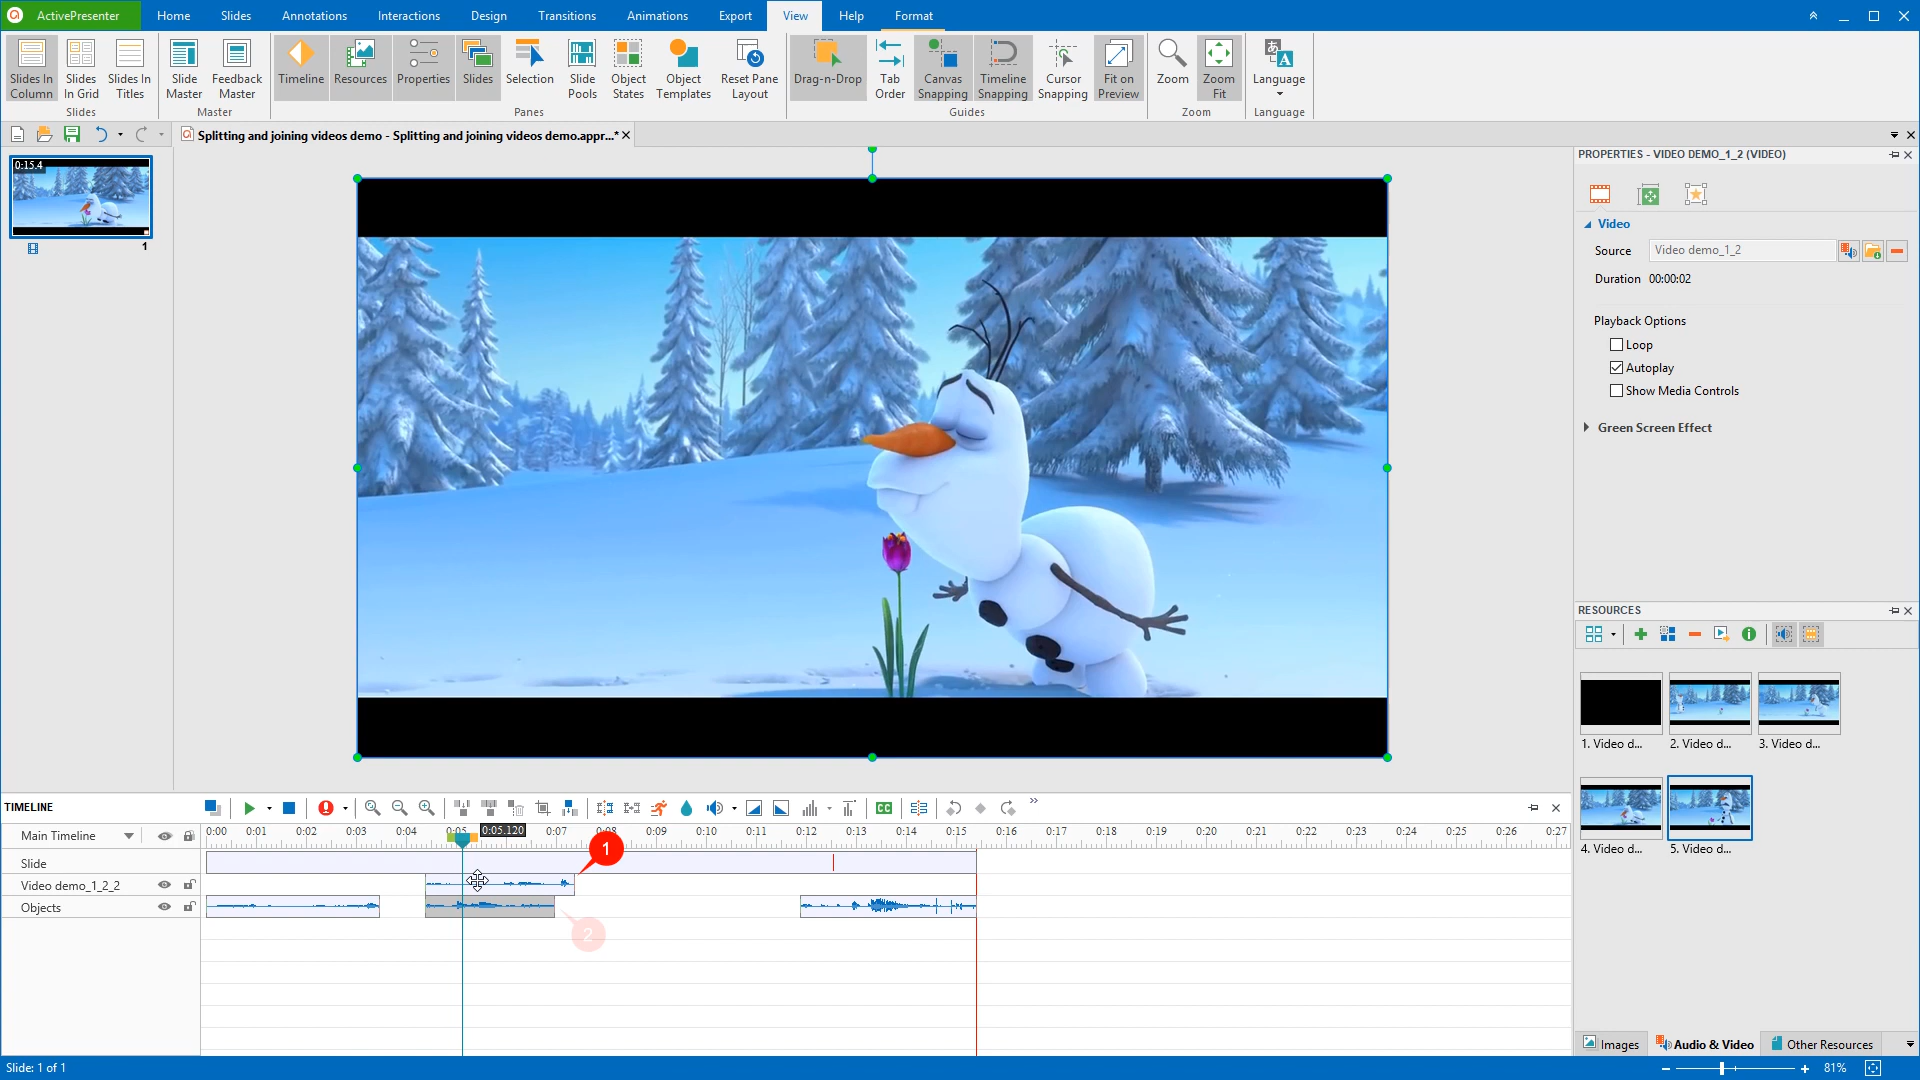 ActivePresenter Home Slides Annotations Interactions Design Transitions Animations Export View Help Format
Slides In Column Slides In Grid Slides In Titles Slide Master Feedback Master Timeline Resources Properties Slides Selection Slide Pools Object States Object Templates Reset Pane Layout Drag-n-Drop Tab Order Canvas Snapping Timeline Snapping Cursor Snapping Fit on Preview Zoom Zoom Fit Language
Slides Master Panes Guides Zoom Language
Splitting and joining videos demo - Splitting and joining videos demo.appr...*
0:15.4
1
PROPERTIES - VIDEO DEMO_1_2 (VIDEO)
Video
Source Video demo_1_2
Duration 00:00:02
Playback Options
Loop
Autoplay
Show Media Controls
Green Screen Effect
RESOURCES
1. Video d... 2. Video d... 3. Video d...
4. Video d... 5. Video d...
Images Audio & Video Other Resources
TIMELINE
CC
Main Timeline 0:00 0:01 0:02 0:03 0:04 0:05 0:05.120 0:07 0:08 0:09 0:10 0:11 0:12 0:13 0:14 0:15 0:16 0:17 0:18 0:19 0:20 0:21 0:22 0:23 0:24 0:25 0:26 0:27
1
Slide
Video demo_1_2_2
Objects
2
Slide: 1 of 1 81%